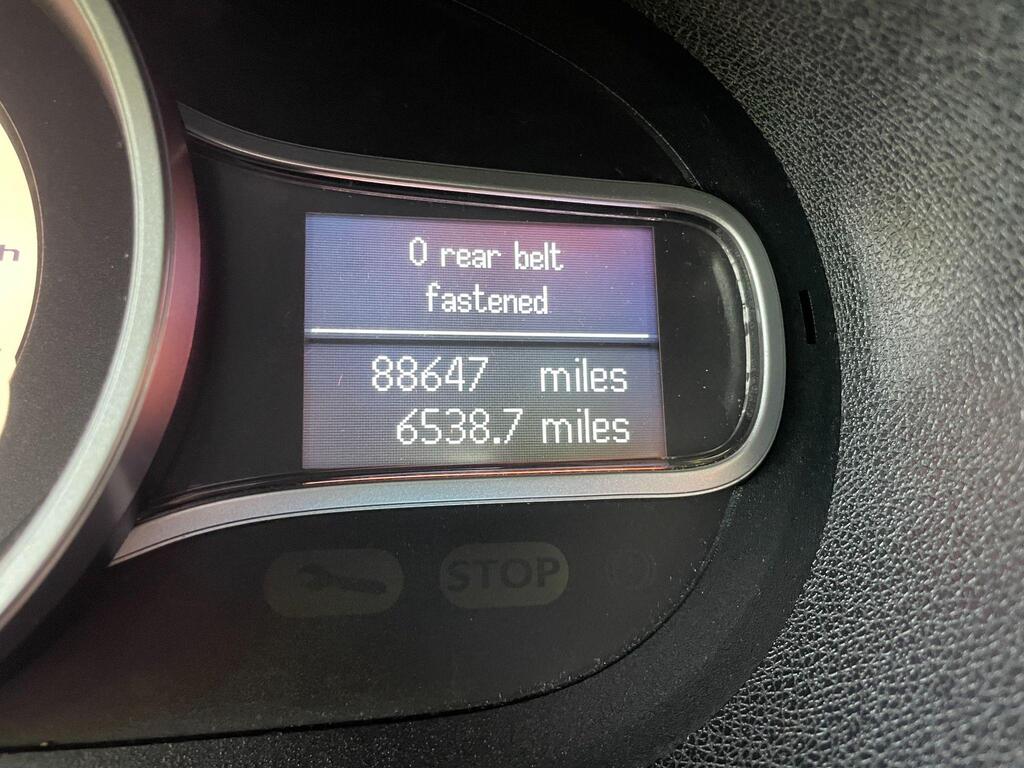 0 rear belt
fastened
88647 miles
6538.7 miles
STOP